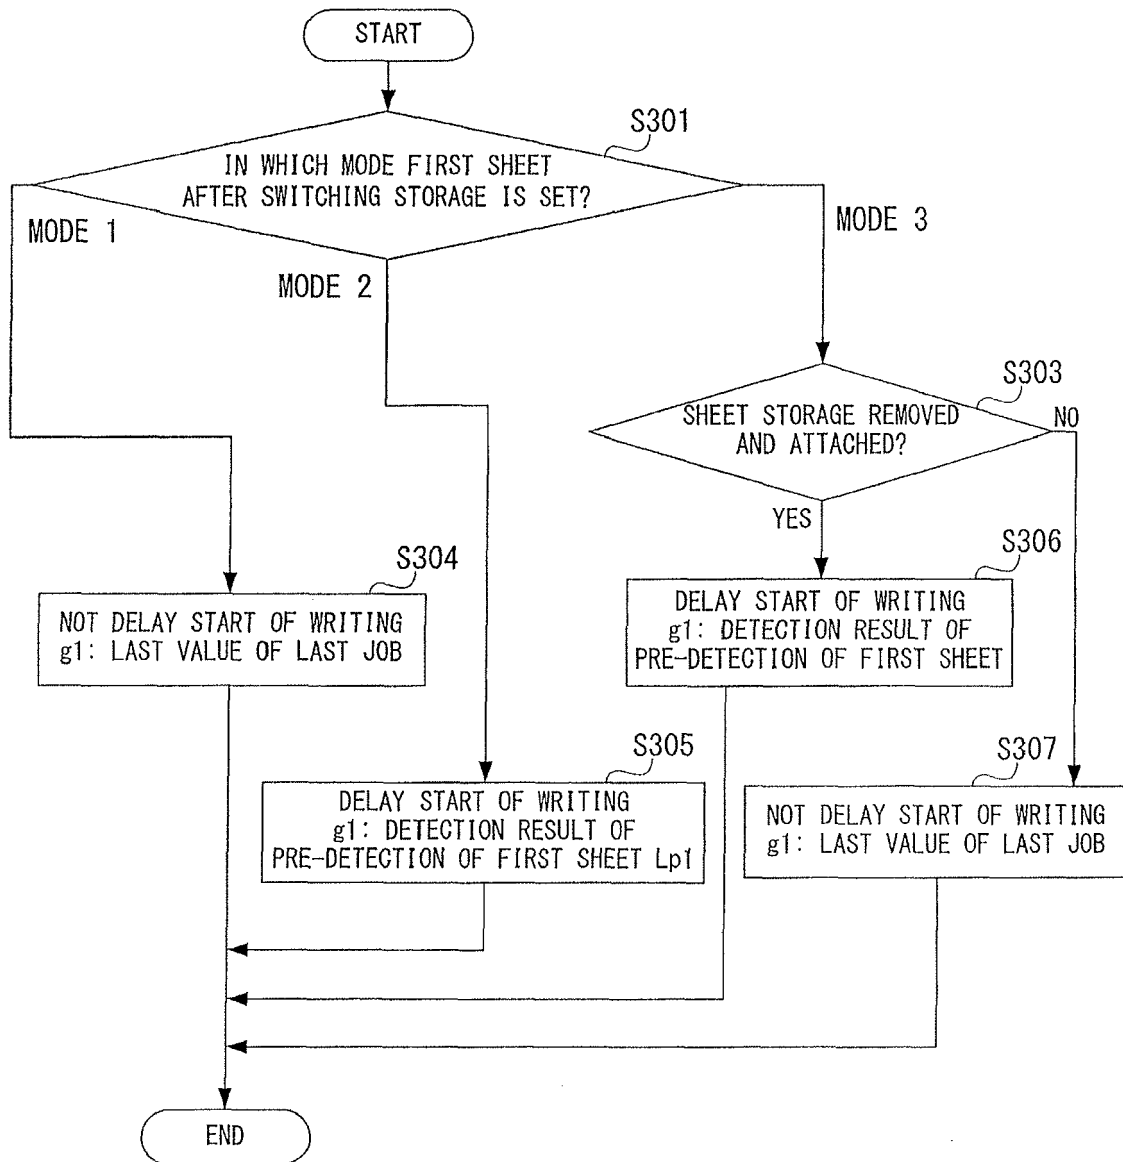 START
S301
IN WHICH MODE FIRST SHEET
AFTER SWITCHING STORAGE IS SET?
MODE 1
MODE 2
MODE 3
S303
SHEET STORAGE REMOVED
AND ATTACHED?
NO
YES
S304
NOT DELAY START OF WRITING
g1: LAST VALUE OF LAST JOB
S306
DELAY START OF WRITING
g1: DETECTION RESULT OF
PRE-DETECTION OF FIRST SHEET
S305
DELAY START OF WRITING
g1: DETECTION RESULT OF
PRE-DETECTION OF FIRST SHEET Lp1
S307
NOT DELAY START OF WRITING
g1: LAST VALUE OF LAST JOB
END